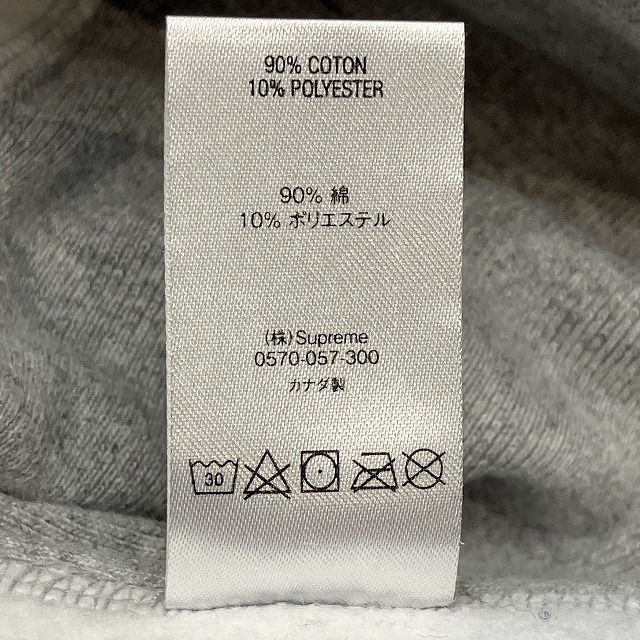 90% COTON
10% POLYESTER
90% 綿
10% ポリエステル
(株)Supreme
0570-057-300
カナダ製
30